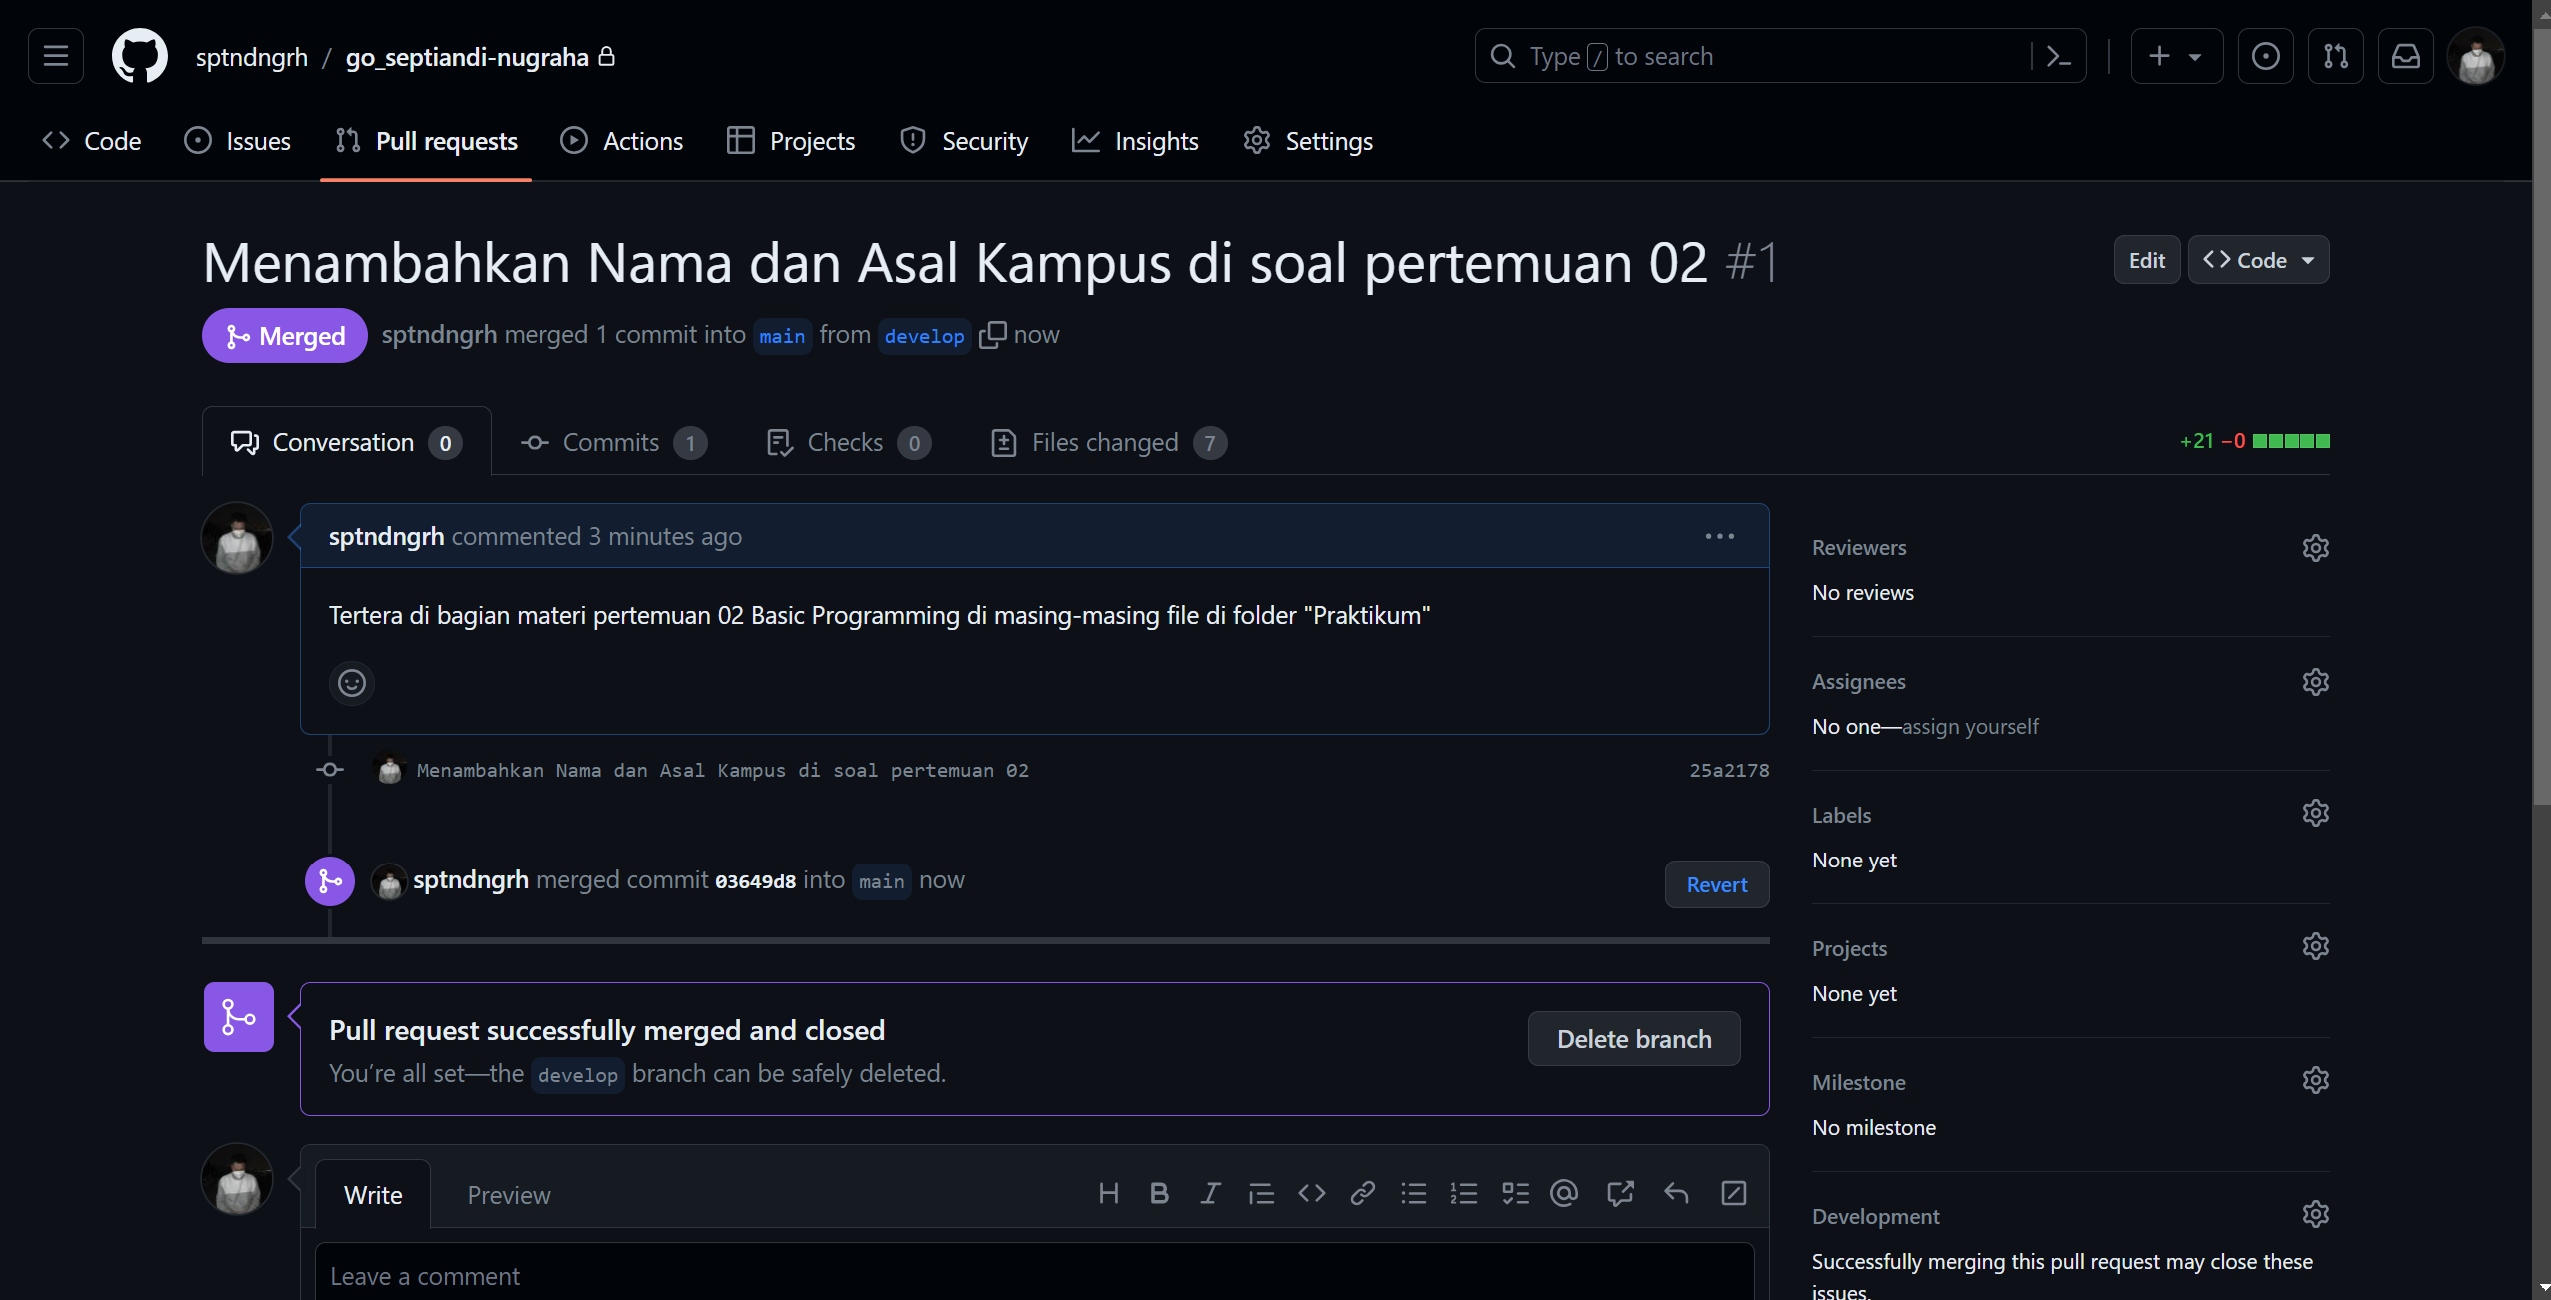 sptndngrh / go_septiandi-nugraha
Type / to search
Code
Issues
Pull requests
Actions
Projects
Security
Insights
Settings
Menambahkan Nama dan Asal Kampus di soal pertemuan 02 #1
Edit
Code
Merged
sptndngrh merged 1 commit into main from develop now
Conversation 0
Commits 1
Checks 0
Files changed 7
+21 −0
sptndngrh commented 3 minutes ago
Tertera di bagian materi pertemuan 02 Basic Programming di masing-masing file di folder "Praktikum"
Menambahkan Nama dan Asal Kampus di soal pertemuan 02
25a2178
sptndngrh merged commit 03649d8 into main now
Revert
Pull request successfully merged and closed
You’re all set—the develop branch can be safely deleted.
Delete branch
Write
Preview
Leave a comment
Reviewers
No reviews
Assignees
No one—assign yourself
Labels
None yet
Projects
None yet
Milestone
No milestone
Development
Successfully merging this pull request may close these
issues.